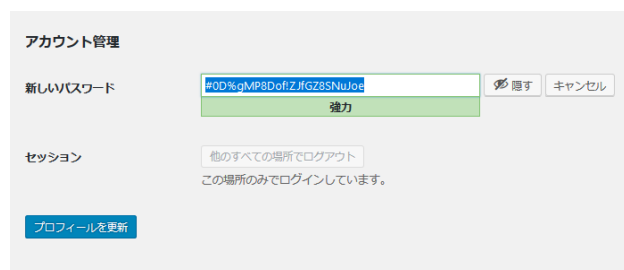 アカウント管理
新しいパスワード
#0D%gMP8Dof!ZJfGZ8SNuJoe
隠す
キャンセル
強力
セッション
他のすべての場所でログアウト
この場所のみでログインしています。
プロフィールを更新